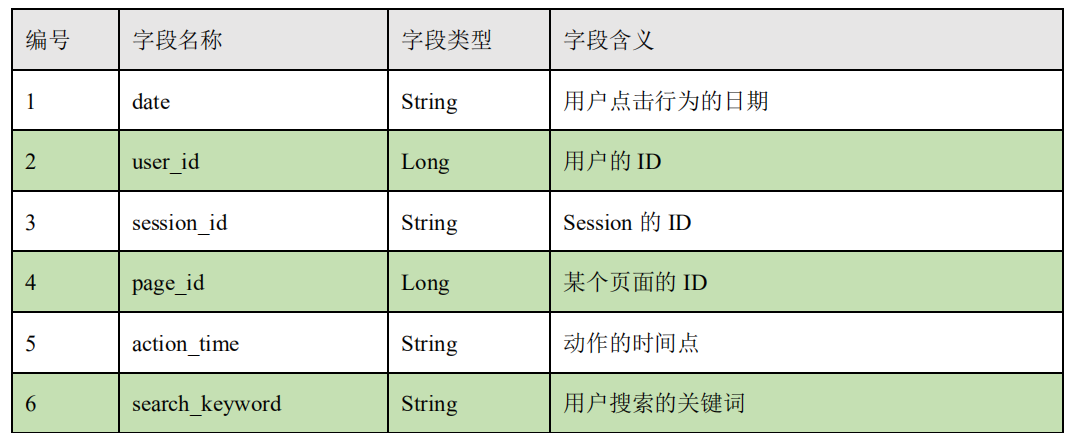 编号 字段名称 字段类型 字段含义
1 date String 用户点击行为的日期
2 user_id Long 用户的 ID
3 session_id String Session 的 ID
4 page_id Long 某个页面的 ID
5 action_time String 动作的时间点
6 search_keyword String 用户搜索的关键词